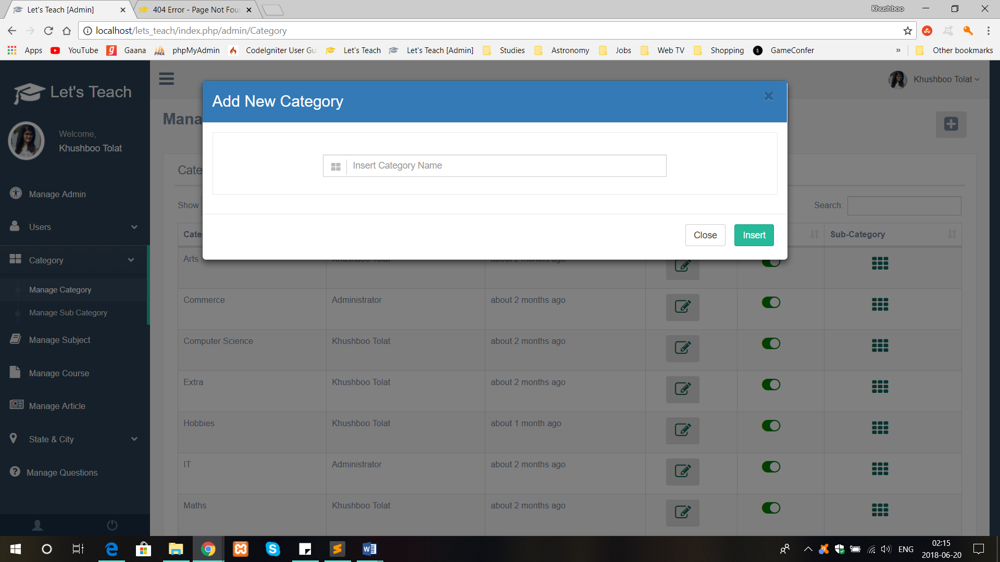 Let's Teach [Admin]
404 Error - Page Not Fou
Khushboo
localhost/lets_teach/index.php/admin/Category
Apps
YouTube
Gaana
phpMyAdmin
CodeIgniter User Gu
Let's Teach
Let's Teach [Admin]
Studies
Astronomy
Jobs
Web TV
Shopping
GameConfer
»
Other bookmarks
Let's Teach
Welcome,
Khushboo Tolat
Manage Admin
Users
Category
Manage Category
Manage Sub Category
Manage Subject
Manage Course
Manage Article
State & City
Manage Questions
Khushboo Tolat
Mana
Add New Category
Insert Category Name
Close
Insert
Cate
Show
Search:
Cate
Sub-Category
Arts Khushboo Tolat about 2 months ago
Commerce Administrator about 2 months ago
Computer Science Khushboo Tolat about 2 months ago
Extra Khushboo Tolat about 2 months ago
Hobbies Khushboo Tolat about 1 month ago
IT Administrator about 2 months ago
Maths Khushboo Tolat about 2 months ago
ENG
02:15
2018-06-20